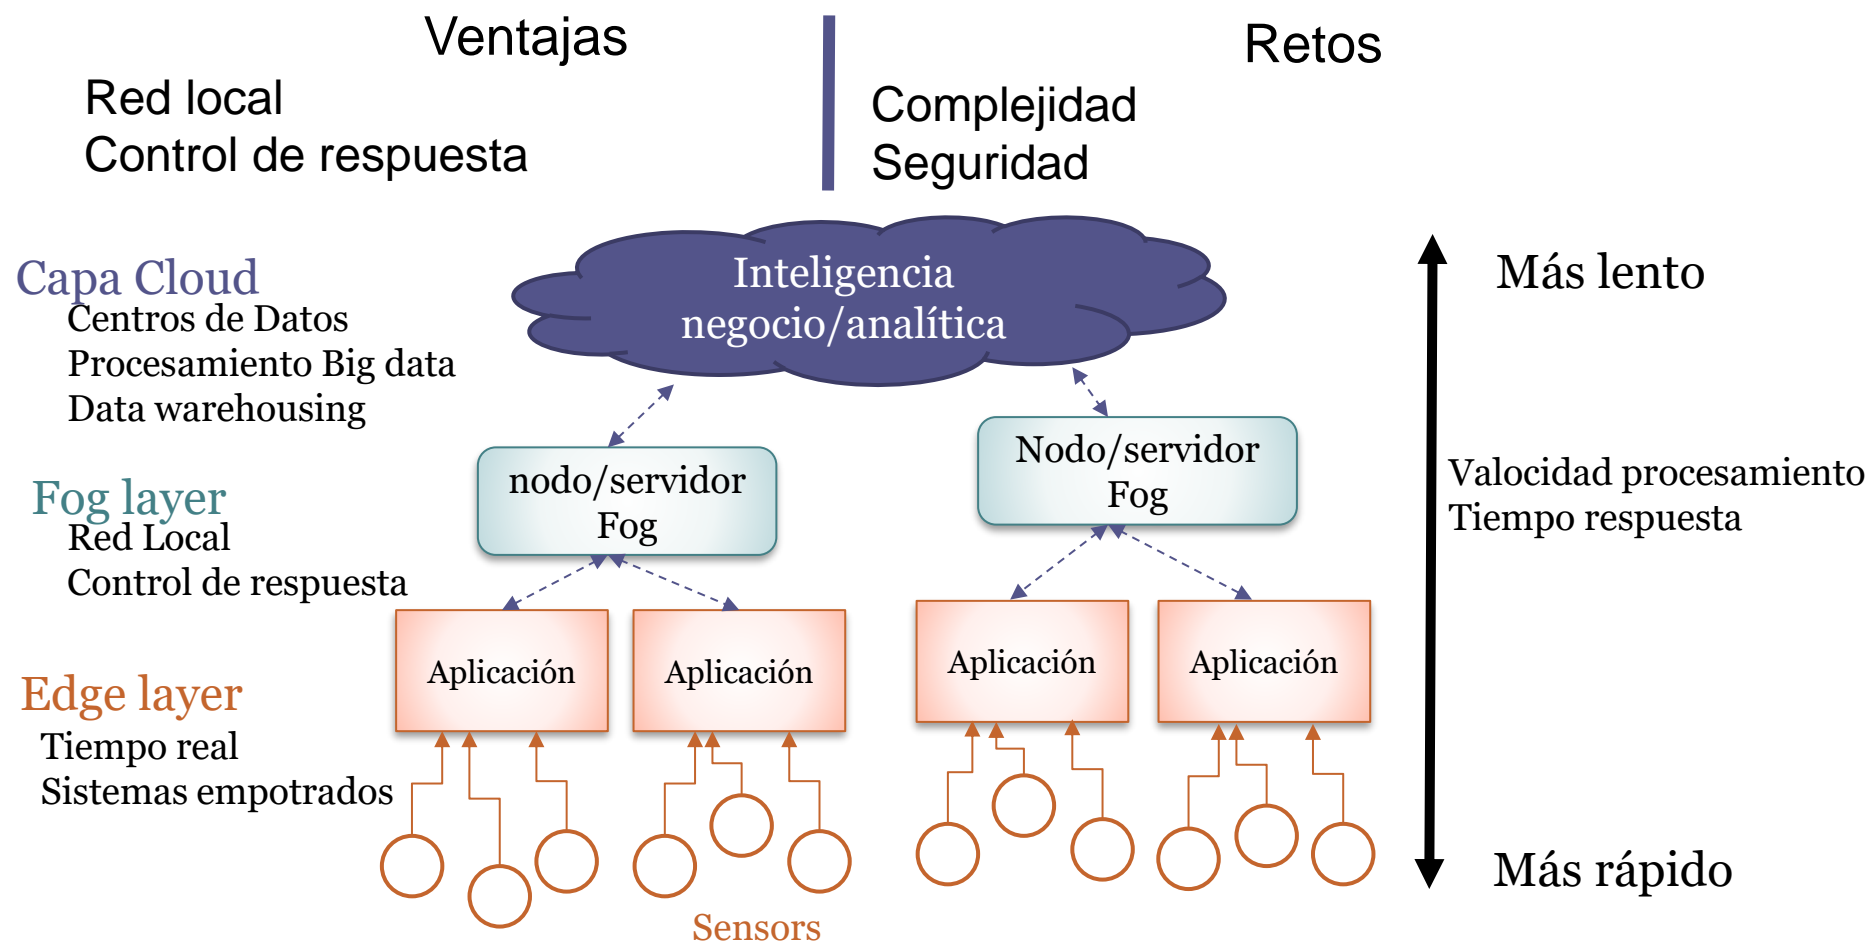 Ventajas
Retos
Red local
Control de respuesta
Complejidad
Seguridad
Capa Cloud
Centros de Datos
Procesamiento Big data
Data warehousing
Inteligencia
negocio/analítica
Más lento
nodo/servidor
Fog
Nodo/servidor
Fog
Valocidad procesamiento
Tiempo respuesta
Fog layer
Red Local
Control de respuesta
Aplicación
Aplicación
Aplicación
Aplicación
Edge layer
Tiempo real
Sistemas empotrados
Más rápido
Sensors